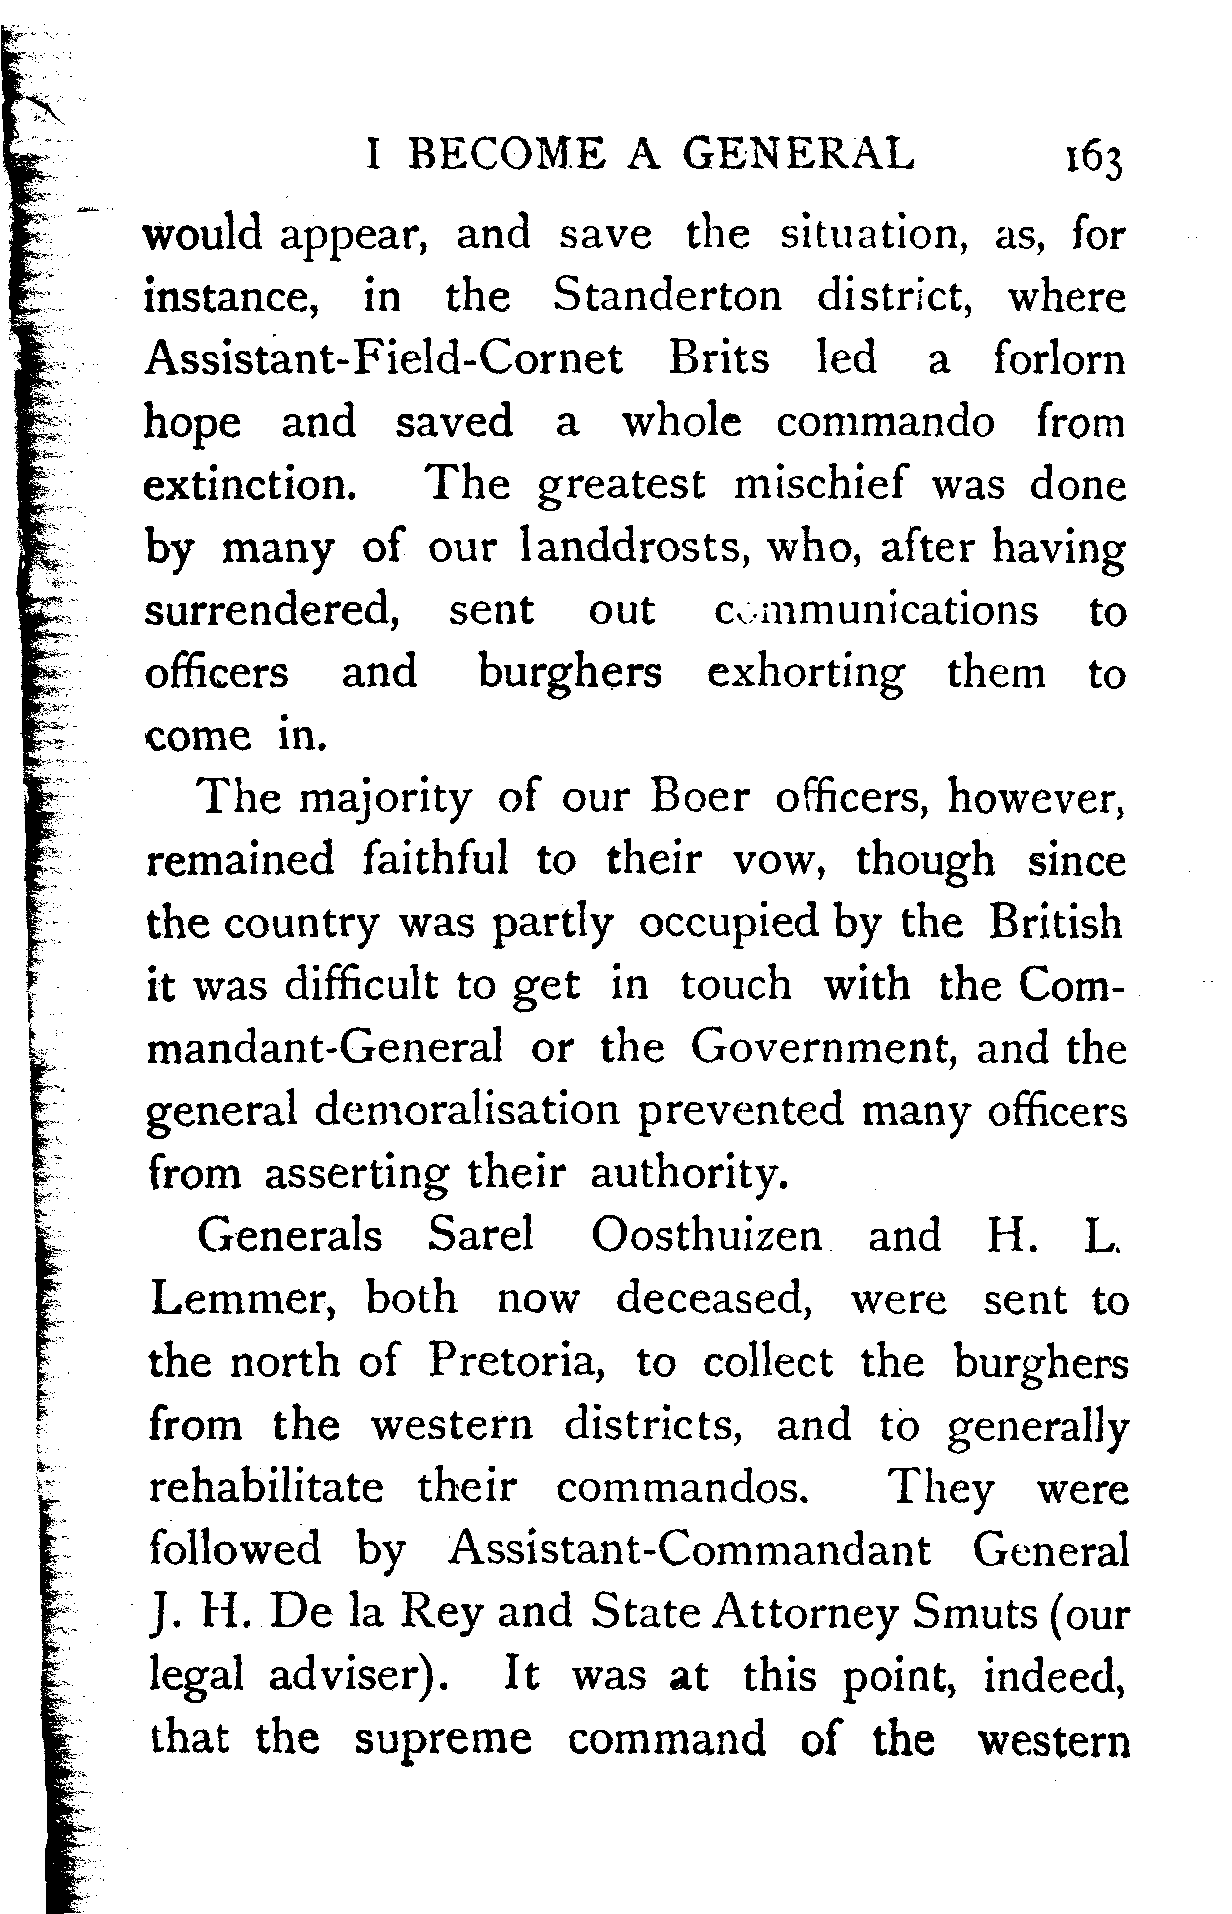 I BECOME A GENERAL 163
would appear, and save the situation, as, for
instance, in the Standerton district, where
Assistant-Field-Cornet Brits led a forlorn
hope and saved a whole commando from
extinction. The greatest mischief was done
by many of our landdrosts, who, after having
surrendered, sent out communications to
officers and burghers exhorting them to
come in.
The majority of our Boer officers, however,
remained faithful to their vow, though since
the country was partly occupied by the British
it was difficult to get in touch with the Com-
mandant-General or the Government, and the
general demoralisation prevented many officers
from asserting their authority.
Generals Sarel Oosthuizen and H. L.
Lemmer, both now deceased, were sent to
the north of Pretoria, to collect the burghers
from the western districts, and to generally
rehabilitate their commandos. They were
followed by Assistant-Commandant General
J. H. De la Rey and State Attorney Smuts (our
legal adviser). It was at this point, indeed,
that the supreme command of the western